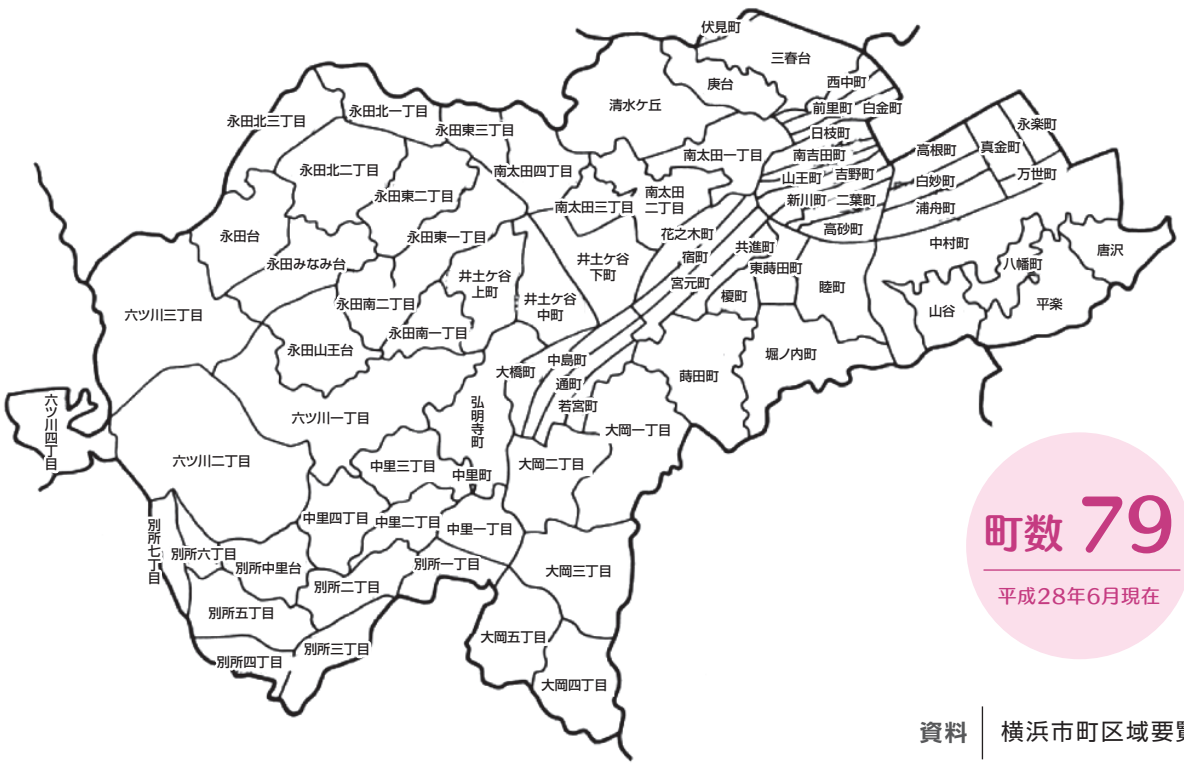 伏見町
三春台
庚台
西中町
清水ケ丘
前里町
白金町
永田北三丁目
永田北一丁目
永田東三丁目
日枝町
永楽町
真金町
高根町
南太田一丁目
南吉田町
永田北二丁目
南太田四丁目
山王町
吉野町
万世町
白妙町
永田東二丁目
南太田
二丁目
南太田三丁目
新川町
二葉町
浦舟町
永田台
永田東一丁目
花之木町
高砂町
中村町
唐沢
永田みなみ台
井土ケ谷
上町
井土ケ谷
下町
宿町
共進町
東蒔田町
八幡町
宮元町
榎町
睦町
山谷
平楽
六ツ川三丁目
永田南二丁目
井土ケ谷
中町
永田南一丁目
永田山王台
中島町
堀ノ内町
大橋町
通町
蒔田町
若宮町
六ツ川四丁目
六ツ川一丁目
弘明寺町
大岡一丁目
六ツ川二丁目
中里三丁目
中里町
大岡二丁目
中里四丁目
中里二丁目
中里一丁目
別所七丁目
別所六丁目
別所中里台
別所二丁目
別所一丁目
大岡三丁目
別所五丁目
大岡五丁目
別所三丁目
別所四丁目
大岡四丁目
町数 79
平成28年6月現在
資料 横浜市町区域要覧